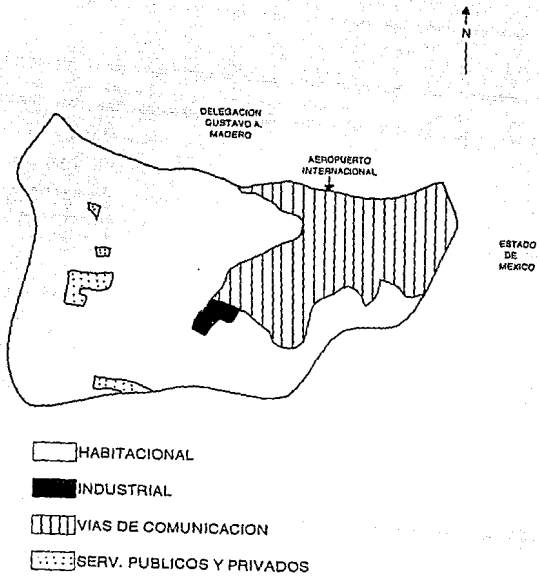 N
DELEGACION
GUSTAVO A.
MADERO
AEROPUERTO
INTERNACIONAL
ESTADO
DE
MEXICO
HABITACIONAL
INDUSTRIAL
VIAS DE COMUNICACION
SERV. PUBLICOS Y PRIVADOS